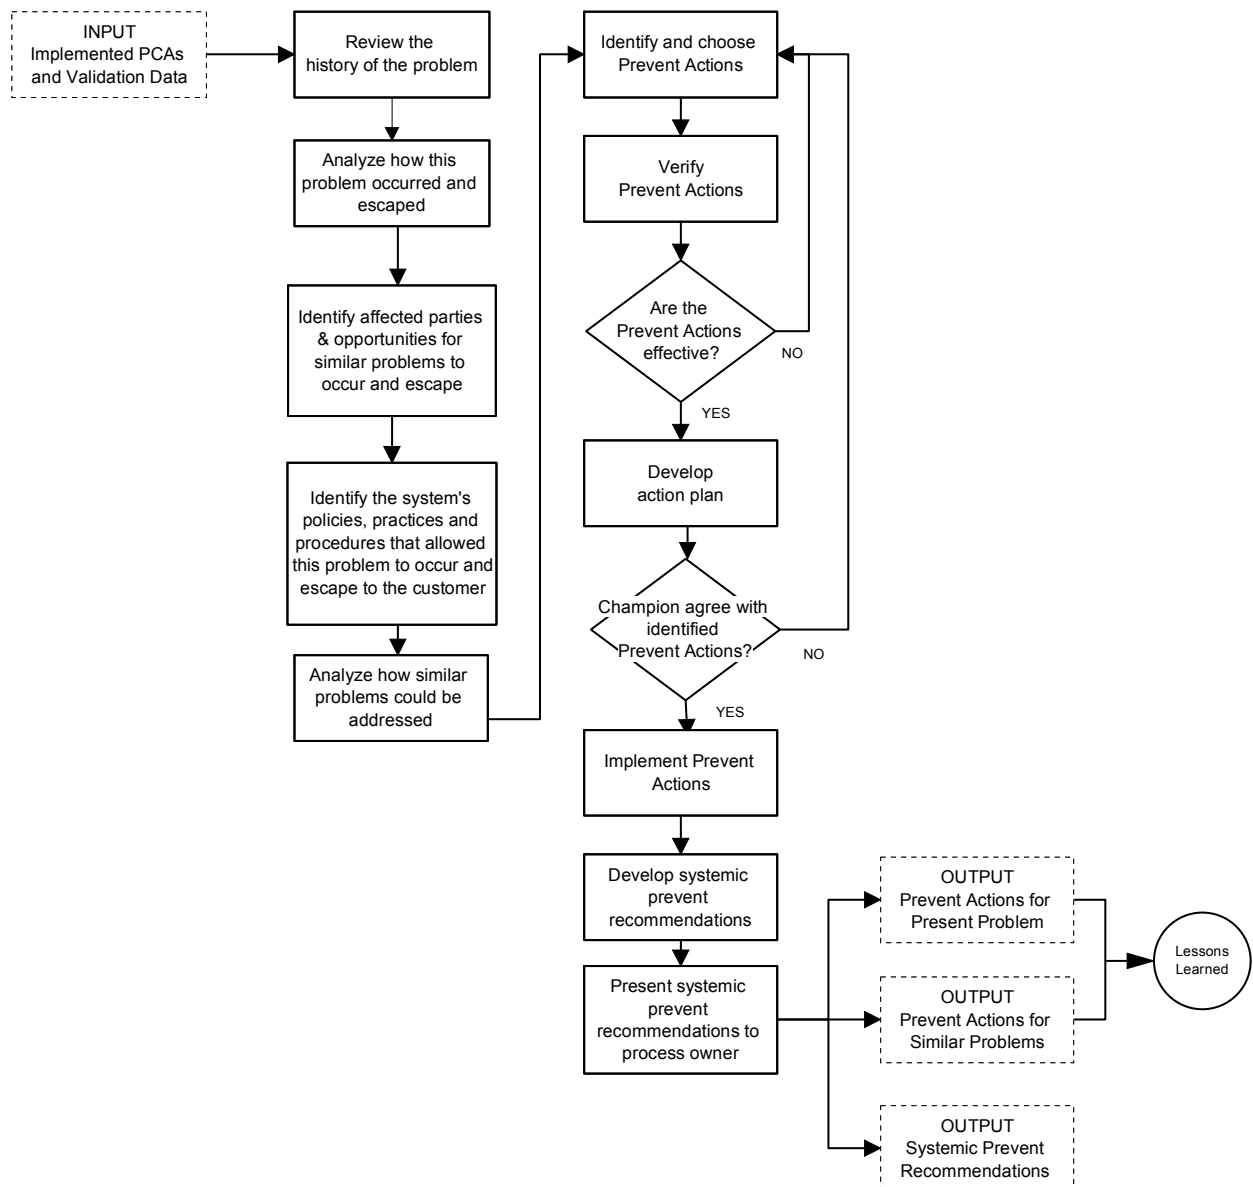 INPUT
Implemented PCAs
and Validation Data
Review the
history of the problem
Analyze how this
problem occurred and
escaped
Identify affected parties
& opportunities for
similar problems to
occur and escape
Identify the system's
policies, practices and
procedures that allowed
this problem to occur and
escape to the customer
Analyze how similar
problems could be
addressed
Identify and choose
Prevent Actions
Verify
Prevent Actions
Are the
Prevent Actions
effective?
NO
YES
Develop
action plan
Champion agree with
identified
Prevent Actions?
NO
YES
Implement Prevent
Actions
Develop systemic
prevent
recommendations
Present systemic
prevent
recommendations to
process owner
OUTPUT
Prevent Actions for
Present Problem
OUTPUT
Prevent Actions for
Similar Problems
OUTPUT
Systemic Prevent
Recommendations
Lessons
Learned